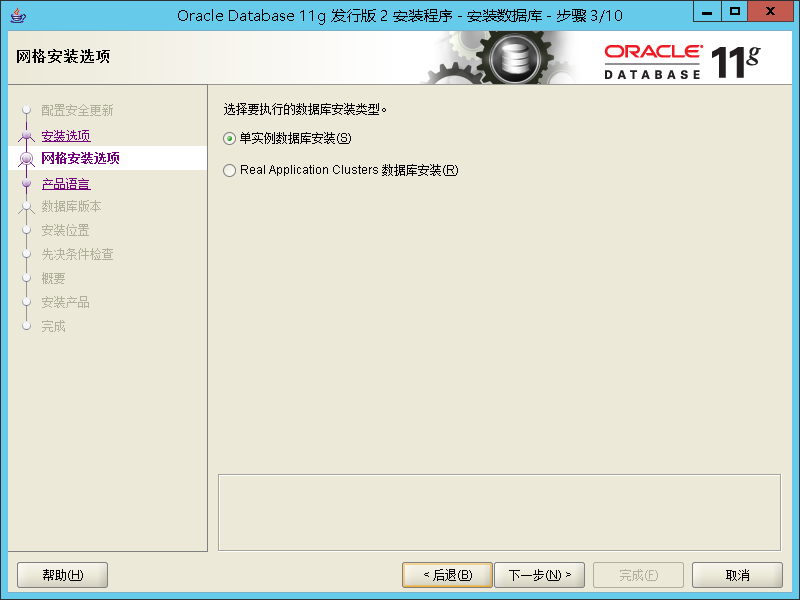 Oracle Database 11g 发行版 2 安装程序 - 安装数据库 - 步骤 3/10
网格安装选项
ORACLE
DATABASE 11g
配置安全更新
安装选项
网格安装选项
产品语言
数据库版本
安装位置
先决条件检查
概要
安装产品
完成
选择要执行的数据库安装类型。
单实例数据库安装(S)
Real Application Clusters 数据库安装(R)
帮助(H)
< 后退(B)
下一步(N) >
完成(F)
取消